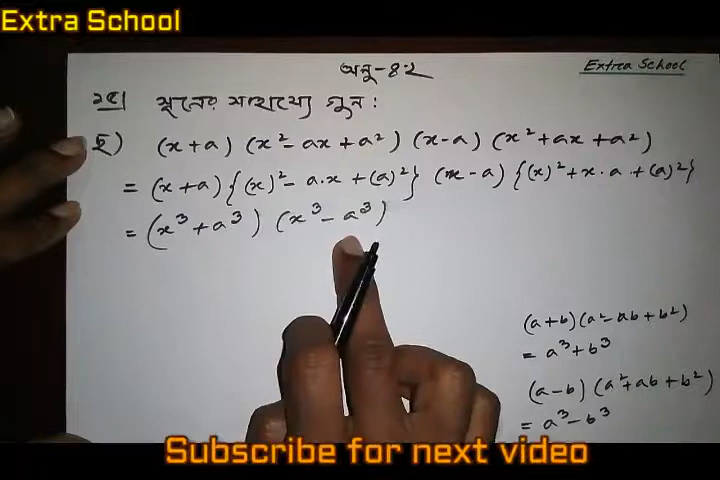 Extra School
অনু-৪.২
Extra School
১৫। সূত্রের সাহায্যে গুন :
ছ) (x+a) (x²-ax+a²) (x-a) (x²+ax+a²)
= (x+a) {(x)²-a.x+(a)²} (x-a) {(x)²+x.a+(a)²}
= (x³+a³) (x³-a³)
(a+b)(a²-ab+b²)
= a³+b³
(a-b) (a²+ab+b²)
= a³-b³
Subscribe for next video